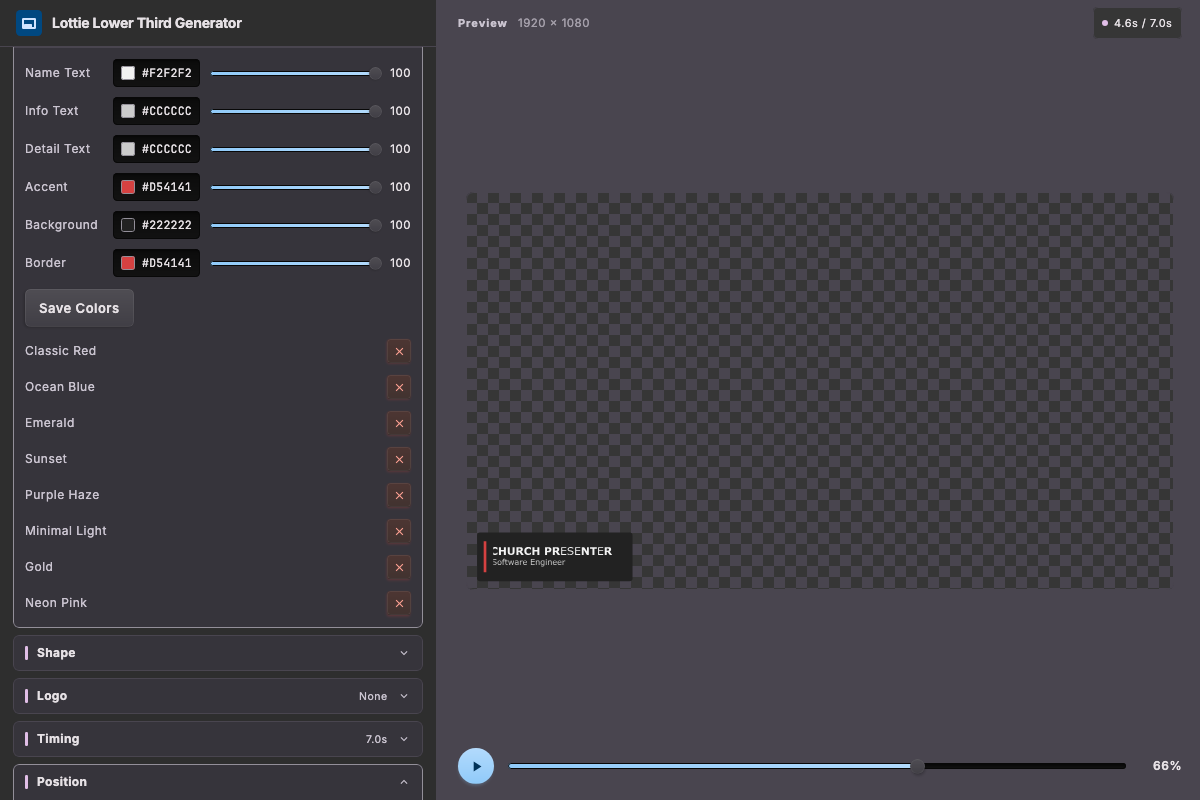 Lottie Lower Third Generator
Preview 1920 × 1080
4.6s / 7.0s
Name Text #F2F2F2 100
Info Text #CCCCCC 100
Detail Text #CCCCCC 100
Accent #D54141 100
Background #222222 100
Border #D54141 100
Save Colors
Classic Red
Ocean Blue
Emerald
Sunset
Purple Haze
Minimal Light
Gold
Neon Pink
Shape
Logo None
Timing 7.0s
Position
CHURCH PRESENTER
Software Engineer
66%